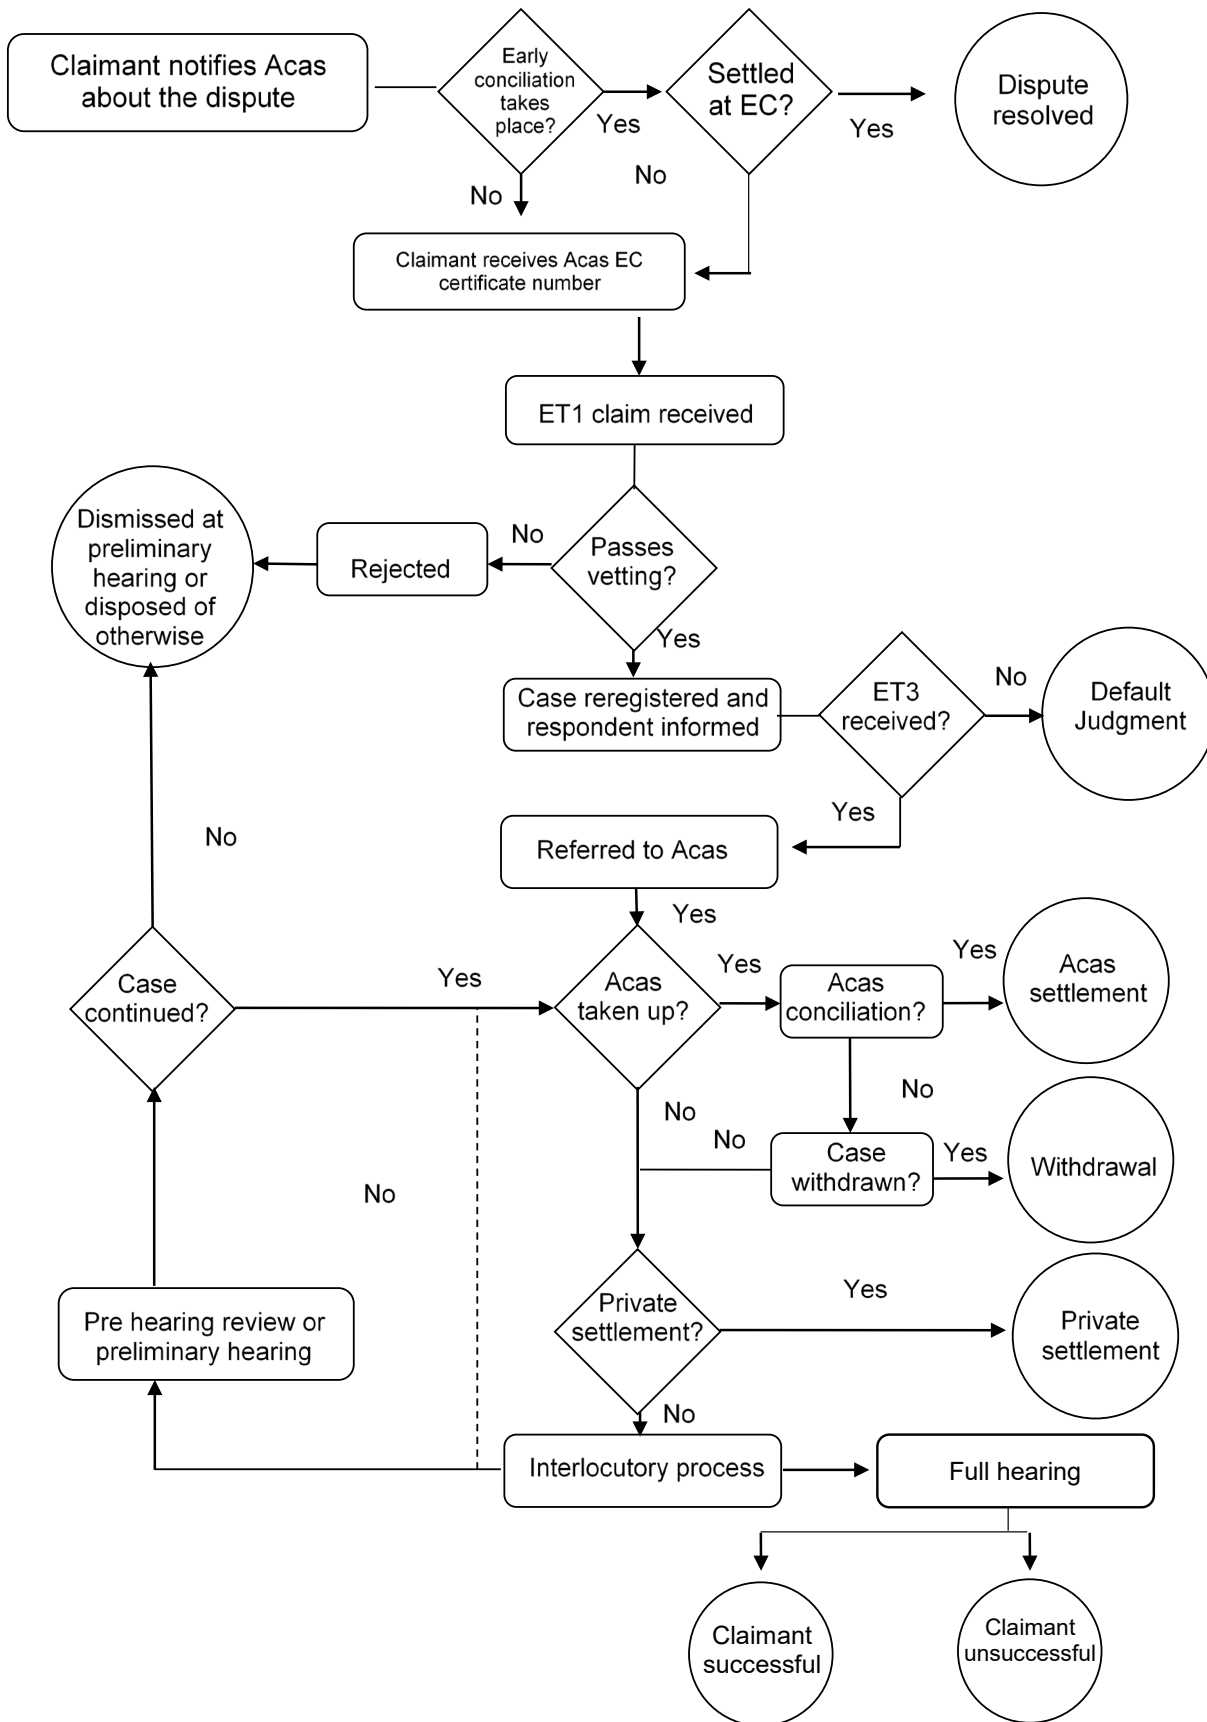 Claimant notifies Acas
about the dispute
Early
conciliation
takes
place?
Yes
Settled
at EC?
Yes
Dispute
resolved
No
No
Claimant receives Acas EC
certificate number
ET1 claim received
Passes
vetting?
No
Rejected
Dismissed at
preliminary
hearing or
disposed of
otherwise
Yes
Case reregistered and
respondent informed
ET3
received?
No
Default
Judgment
Yes
Referred to Acas
Yes
No
Case
continued?
Yes
Acas
taken up?
Yes
Acas
conciliation?
Yes
Acas
settlement
No
No
No
Case
withdrawn?
Yes
Withdrawal
No
Pre hearing review or
preliminary hearing
Private
settlement?
Yes
Private
settlement
No
Interlocutory process
Full hearing
Claimant
successful
Claimant
unsuccessful